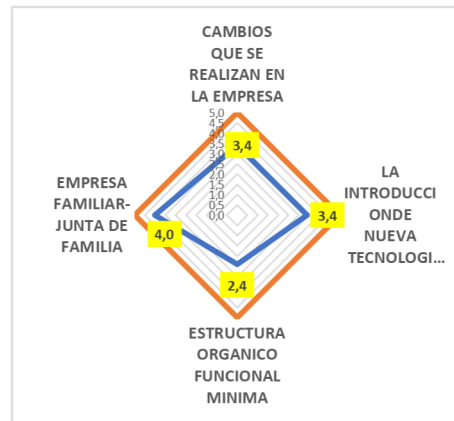 CAMBIOS
QUE SE
REALIZAN EN
LA EMPRESA
5,0
4,5
4,0
3,5
3,0
2,5
2,0
1,5
1,0
0,5
0,0
3,4
LA
INTRODUCCI
ONDE
NUEVA
TECNOLOGI...
3,4
EMPRESA
FAMILIAR-
JUNTA DE
FAMILIA
4,0
2,4
ESTRUCTURA
ORGANICO
FUNCIONAL
MINIMA